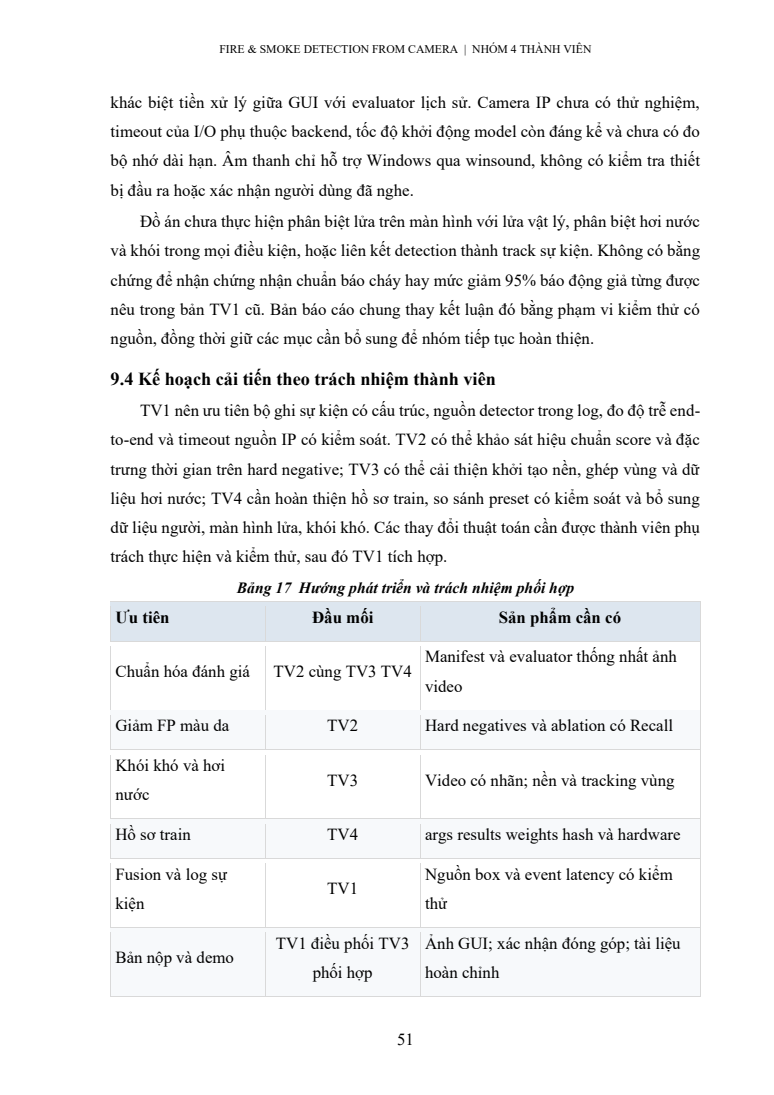 FIRE & SMOKE DETECTION FROM CAMERA | NHÓM 4 THÀNH VIÊN
khác biệt tiền xử lý giữa GUI với evaluator lịch sử. Camera IP chưa có thử nghiệm,
timeout của I/O phụ thuộc backend, tốc độ khởi động model còn đáng kể và chưa có đo
bộ nhớ dài hạn. Âm thanh chỉ hỗ trợ Windows qua winsound, không có kiểm tra thiết
bị đầu ra hoặc xác nhận người dùng đã nghe.
Đồ án chưa thực hiện phân biệt lửa trên màn hình với lửa vật lý, phân biệt hơi nước
và khói trong mọi điều kiện, hoặc liên kết detection thành track sự kiện. Không có bằng
chứng để nhận chứng nhận chuẩn báo cháy hay mức giảm 95% báo động giả từng được
nêu trong bản TV1 cũ. Bản báo cáo chung thay kết luận đó bằng phạm vi kiểm thử có
nguồn, đồng thời giữ các mục cần bổ sung để nhóm tiếp tục hoàn thiện.
9.4 Kế hoạch cải tiến theo trách nhiệm thành viên
TV1 nên ưu tiên bộ ghi sự kiện có cấu trúc, nguồn detector trong log, đo độ trễ end-
to-end và timeout nguồn IP có kiểm soát. TV2 có thể khảo sát hiệu chuẩn score và đặc
trưng thời gian trên hard negative; TV3 có thể cải thiện khởi tạo nền, ghép vùng và dữ
liệu hơi nước; TV4 cần hoàn thiện hồ sơ train, so sánh preset có kiểm soát và bổ sung
dữ liệu người, màn hình lửa, khói khó. Các thay đổi thuật toán cần được thành viên phụ
trách thực hiện và kiểm thử, sau đó TV1 tích hợp.
Bảng 17 Hướng phát triển và trách nhiệm phối hợp
Ưu tiên Đầu mối Sản phẩm cần có
Chuẩn hóa đánh giá TV2 cùng TV3 TV4 Manifest và evaluator thống nhất ảnh
video
Giảm FP màu da TV2 Hard negatives và ablation có Recall
Khói khó và hơi
nước TV3 Video có nhãn; nền và tracking vùng
Hồ sơ train TV4 args results weights hash và hardware
Fusion và log sự
kiện TV1 Nguồn box và event latency có kiểm
thử
Bản nộp và demo TV1 điều phối TV3
phối hợp Ảnh GUI; xác nhận đóng góp; tài liệu
hoàn chỉnh
51